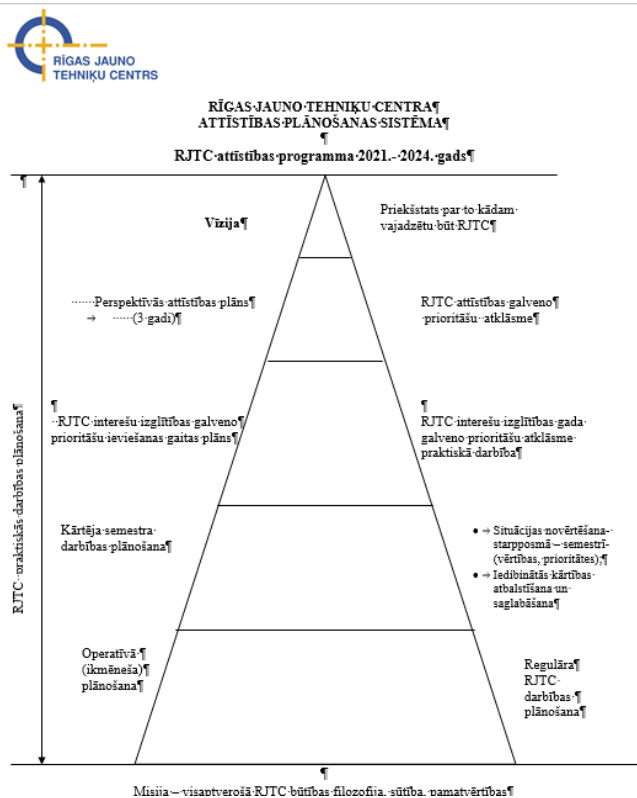 RĪGAS JAUNO
TEHNIĶU CENTRS
RĪGAS·JAUNO·TEHNIĶU·CENTRA¶
ATTĪSTĪBAS·PLĀNOŠANAS·SISTĒMA¶
¶
RJTC·attīstības·programma·2021.-·2024.·gads¶
¶
Vīzija¶
Priekšstats·par·to·kādam·
vajadzētu·būt·RJTC¶
·······Perspektīvās·attīstības·plāns¶
→ ······(3·gadi)¶
RJTC·attīstības·galveno¶
·prioritāšu··atklāsme¶
¶
··RJTC·interešu·izglītības·galveno¶
prioritāšu·ieviešanas·gaitas·plāns¶
¶
RJTC·interešu·izglītības·gada·
galveno·prioritāšu·atklāsme·
praktiskā·darbība¶
Kārtēja·semestra·
darbības·plānošana¶
• → Situācijas·novērtēšana·-
starpposmā·–·semestrī·-
(vērtības,·prioritātes);¶
• → Iedibinātās·kārtības·
atbalstīšana·un·
saglabāšana¶
Operatīvā·¶
(ikmēneša)¶
plānošana¶
Regulāra¶
RJTC·
darbības·¶
plānošana¶
RJTC··praktiskās·darbības·plānošana¶
¶
Misija·–·visaptverošā·RJTC·būtības·filozofija,·sūtība,·pamatvērtības¶